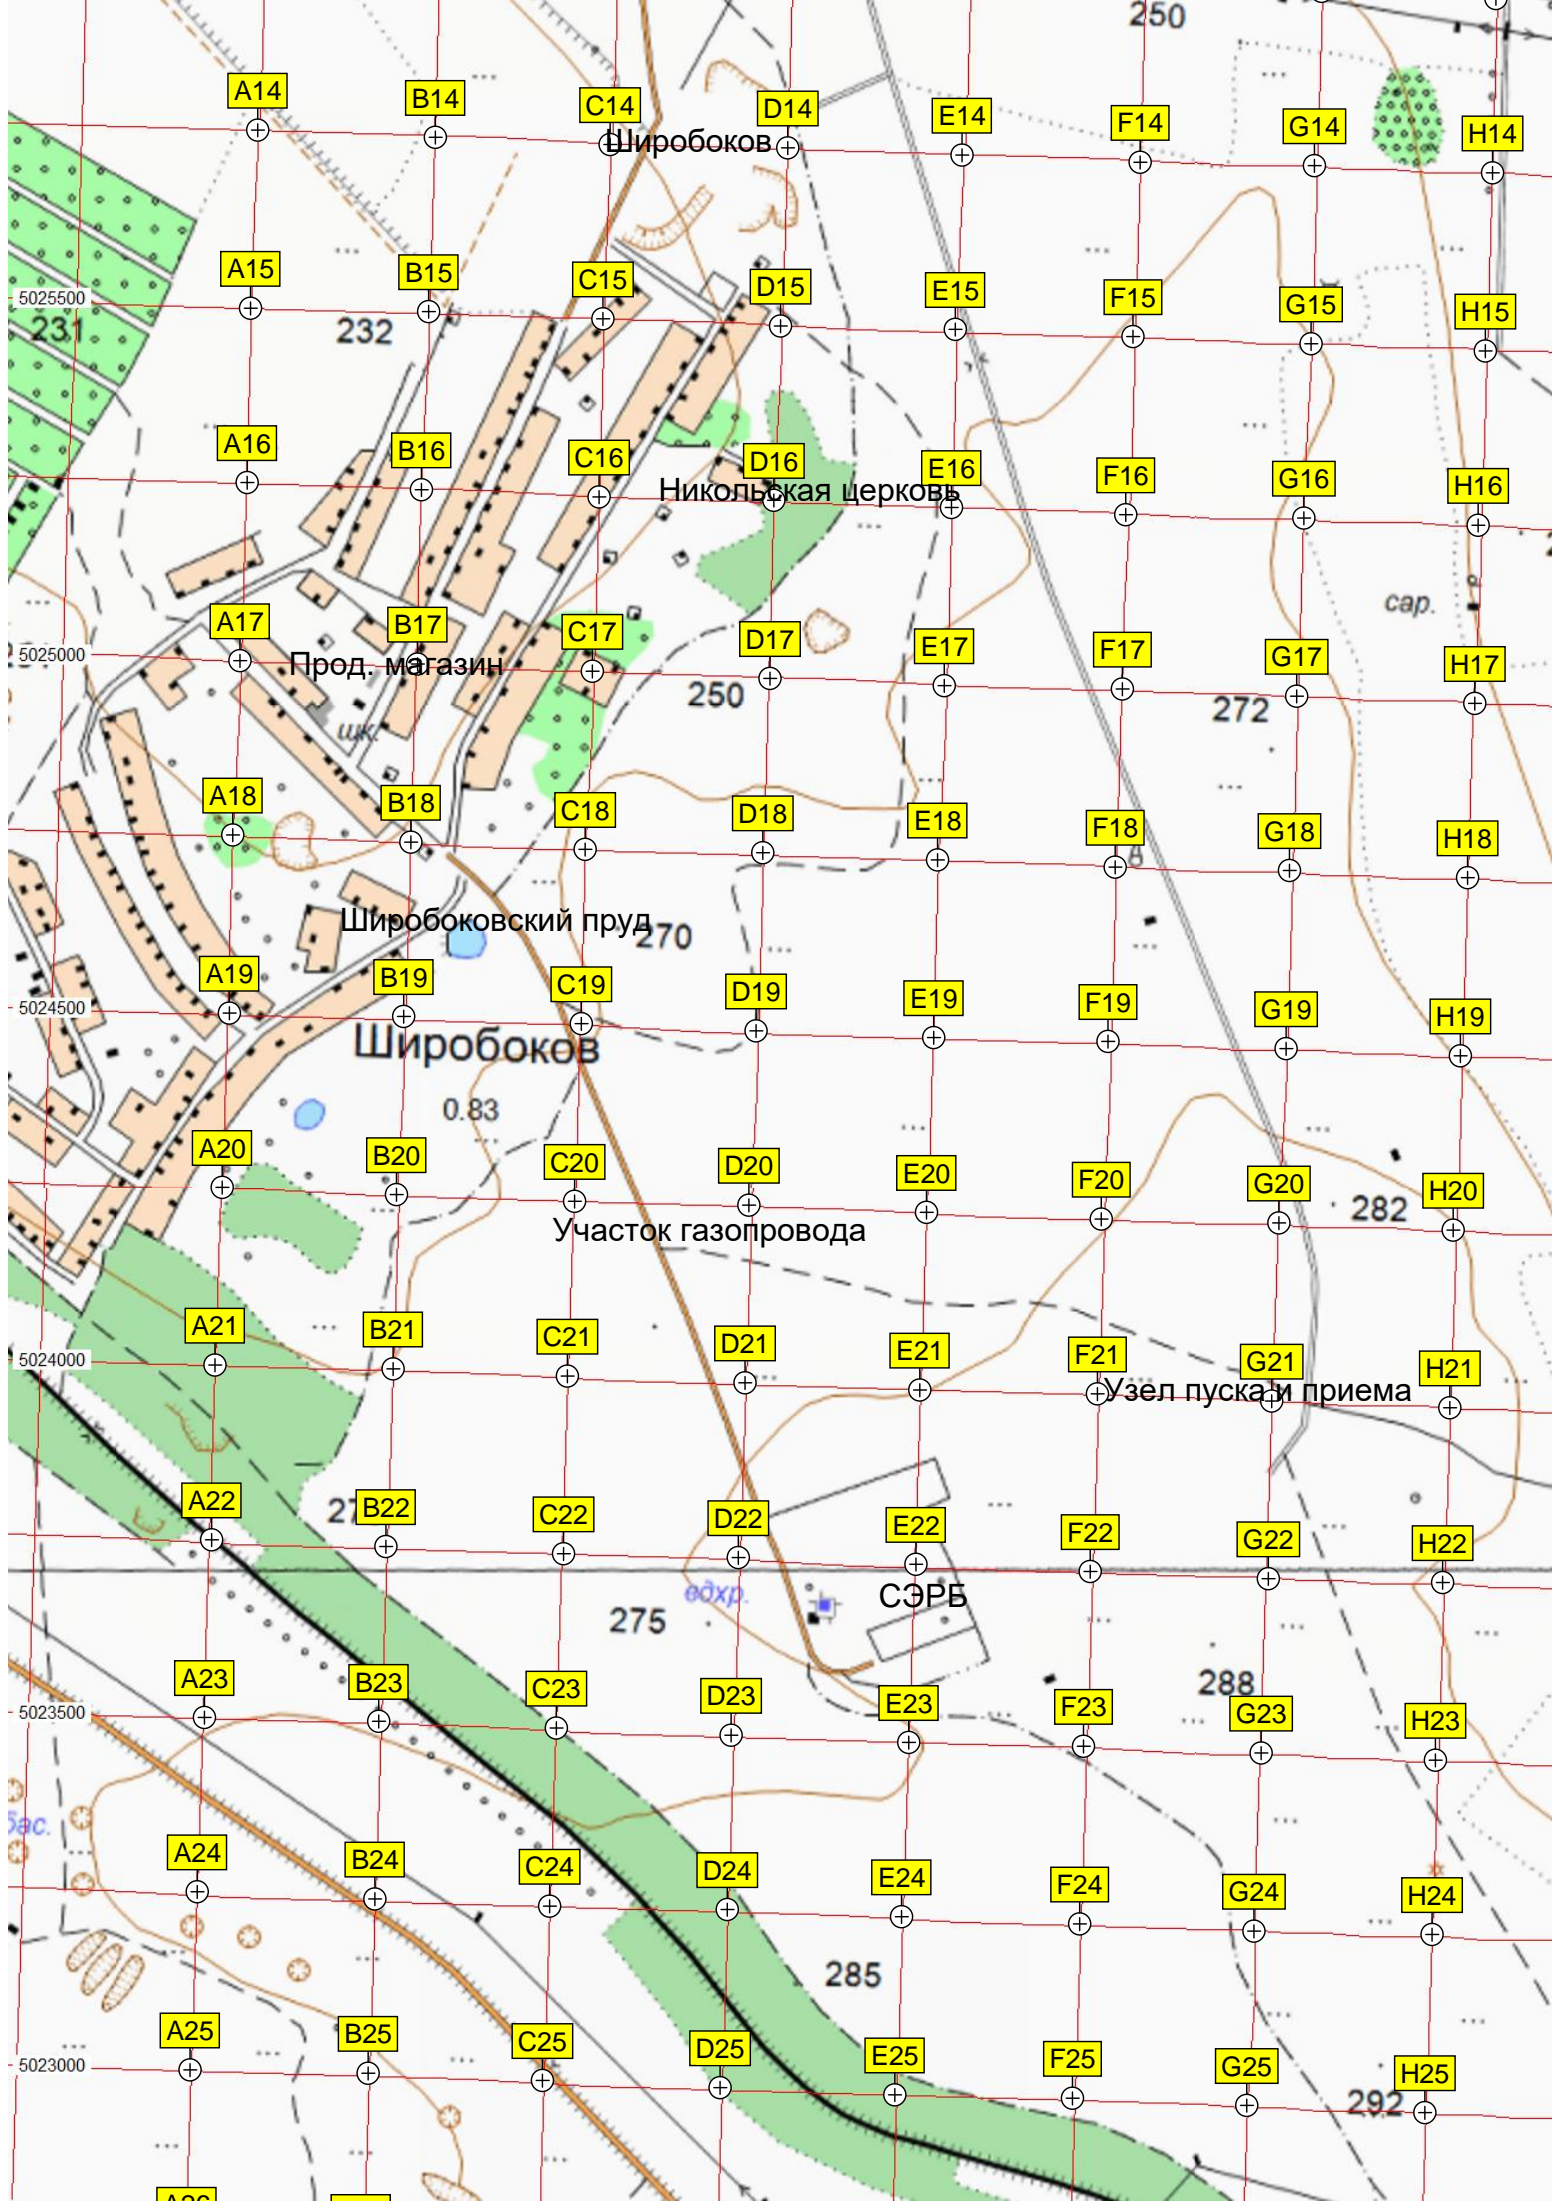 250
A14 B14 C14 D14 E14 F14 G14 H14
Широбоков
A15 B15 C15 D15 E15 F15 G15 H15
5025500
231
232
A16 B16 C16 D16 E16 F16 G16 H16
Никольская церковь
сар.
A17 B17 C17 D17 E17 F17 G17 H17
5025000
Прод. магазин
250
272
шк.
A18 B18 C18 D18 E18 F18 G18 H18
Широбоковский пруд
270
A19 B19 C19 D19 E19 F19 G19 H19
5024500
Широбоков
0.83
A20 B20 C20 D20 E20 F20 G20 H20
282
Участок газопровода
A21 B21 C21 D21 E21 F21 G21 H21
5024000
Узел пуска и приема
A22 B22 C22 D22 E22 F22 G22 H22
вдхр.
СЭРБ
275
288
A23 B23 C23 D23 E23 F23 G23 H23
5023500
бас.
A24 B24 C24 D24 E24 F24 G24 H24
285
A25 B25 C25 D25 E25 F25 G25 H25
5023000
292